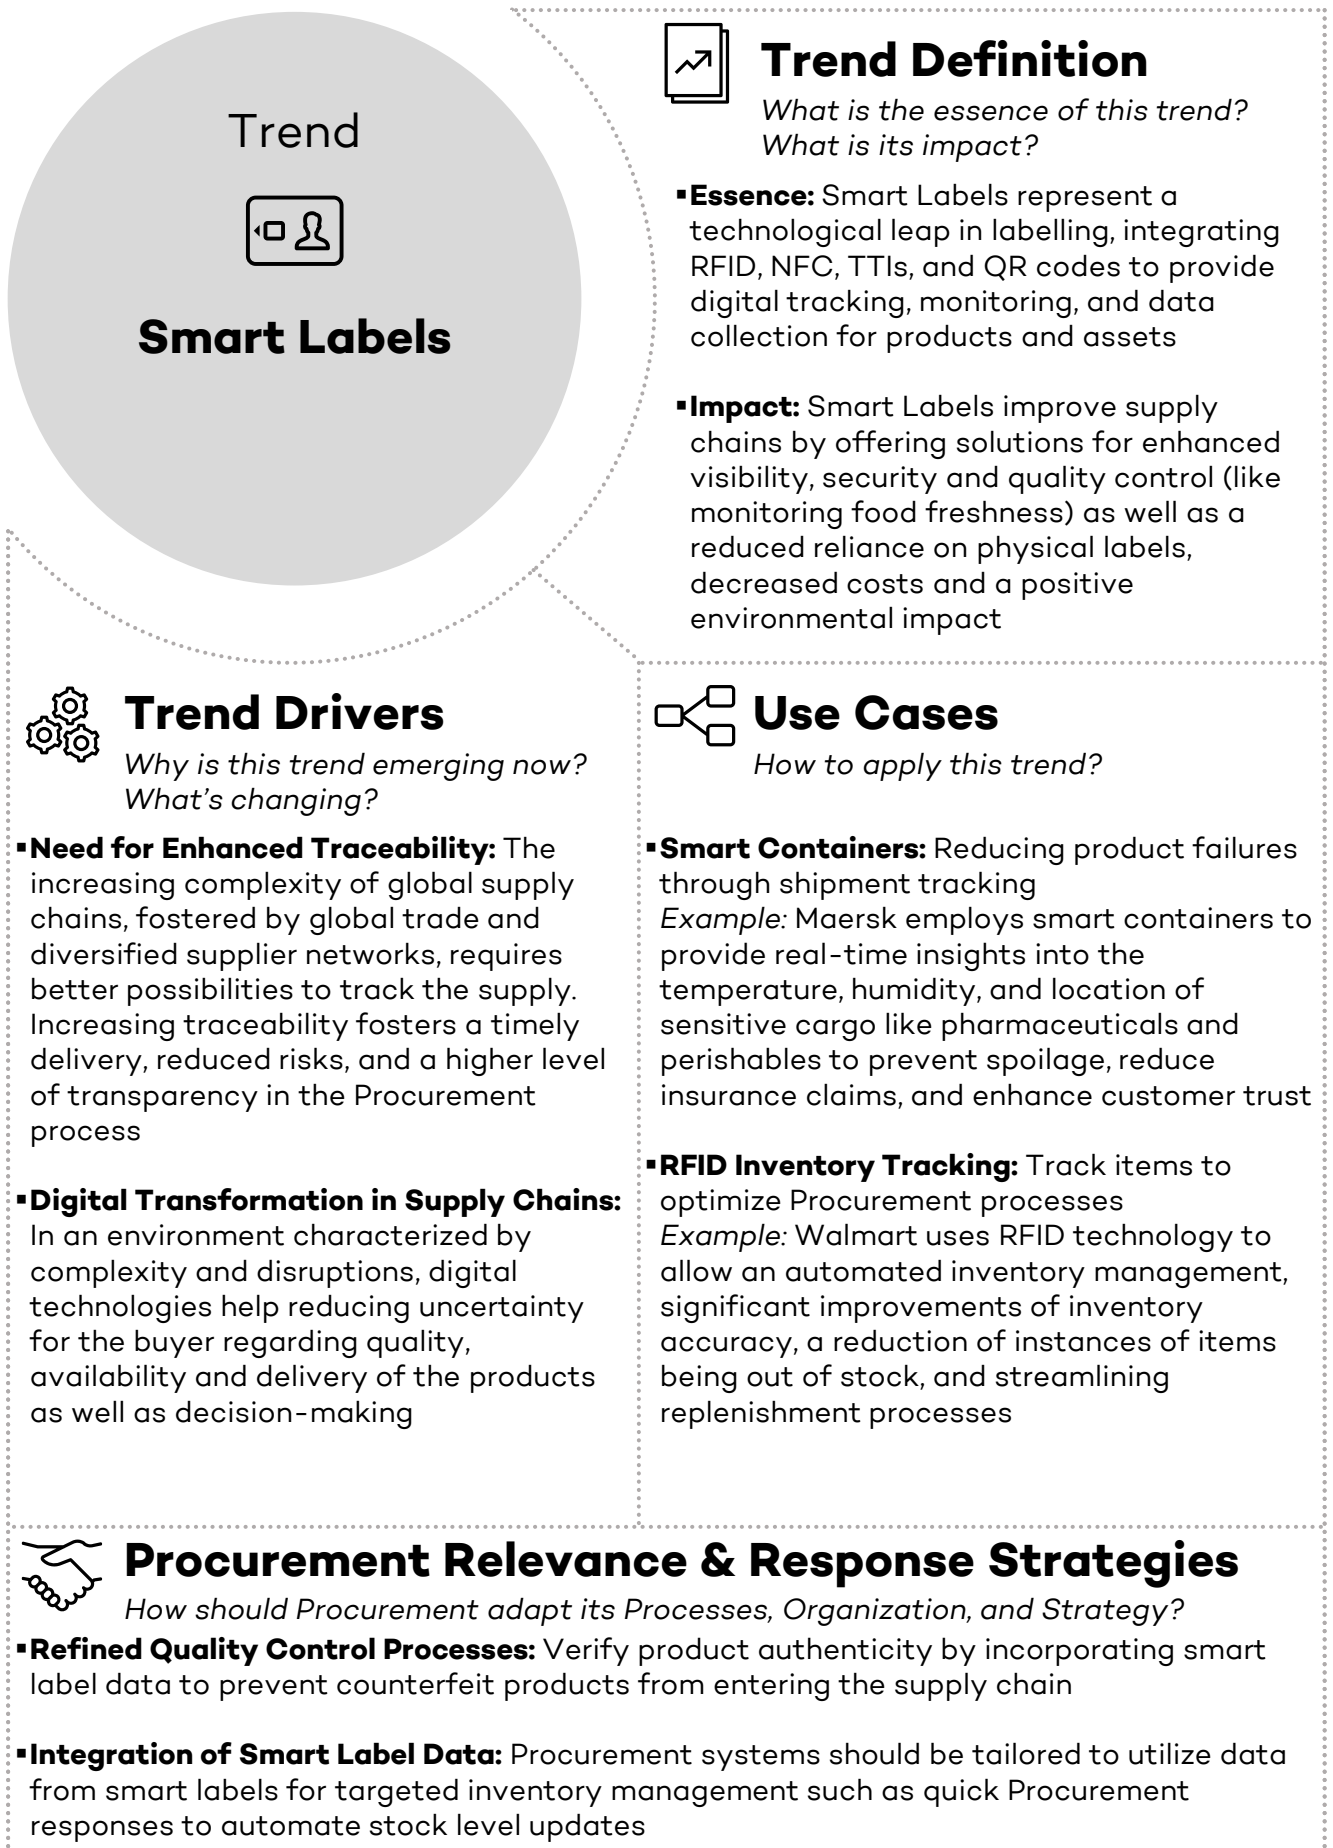 Trend
Smart Labels
Trend Definition
What is the essence of this trend?
What is its impact?
▪Essence: Smart Labels represent a
technological leap in labelling, integrating
RFID, NFC, TTIs, and QR codes to provide
digital tracking, monitoring, and data
collection for products and assets
▪Impact: Smart Labels improve supply
chains by offering solutions for enhanced
visibility, security and quality control (like
monitoring food freshness) as well as a
reduced reliance on physical labels,
decreased costs and a positive
environmental impact
Trend Drivers
Why is this trend emerging now?
What's changing?
▪Need for Enhanced Traceability: The
increasing complexity of global supply
chains, fostered by global trade and
diversified supplier networks, requires
better possibilities to track the supply.
Increasing traceability fosters a timely
delivery, reduced risks, and a higher level
of transparency in the Procurement
process
▪Digital Transformation in Supply Chains:
In an environment characterized by
complexity and disruptions, digital
technologies help reducing uncertainty
for the buyer regarding quality,
availability and delivery of the products
as well as decision-making
Use Cases
How to apply this trend?
▪Smart Containers: Reducing product failures
through shipment tracking
Example: Maersk employs smart containers to
provide real-time insights into the
temperature, humidity, and location of
sensitive cargo like pharmaceuticals and
perishables to prevent spoilage, reduce
insurance claims, and enhance customer trust
▪RFID Inventory Tracking: Track items to
optimize Procurement processes
Example: Walmart uses RFID technology to
allow an automated inventory management,
significant improvements of inventory
accuracy, a reduction of instances of items
being out of stock, and streamlining
replenishment processes
Procurement Relevance & Response Strategies
How should Procurement adapt its Processes, Organization, and Strategy?
▪Refined Quality Control Processes: Verify product authenticity by incorporating smart
label data to prevent counterfeit products from entering the supply chain
▪Integration of Smart Label Data: Procurement systems should be tailored to utilize data
from smart labels for targeted inventory management such as quick Procurement
responses to automate stock level updates